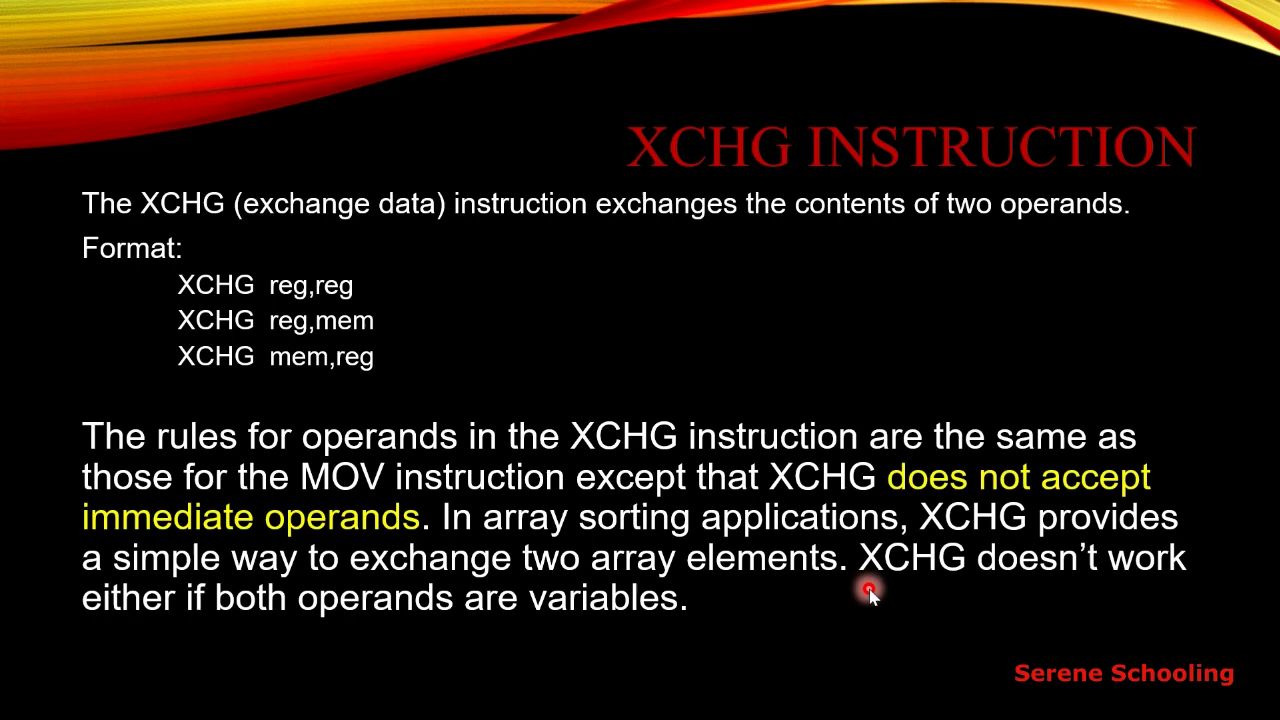 XCHG INSTRUCTION
The XCHG (exchange data) instruction exchanges the contents of two operands.
Format:
XCHG reg,reg
XCHG reg,mem
XCHG mem,reg
The rules for operands in the XCHG instruction are the same as
those for the MOV instruction except that XCHG does not accept
immediate operands. In array sorting applications, XCHG provides
a simple way to exchange two array elements. XCHG doesn’t work
either if both operands are variables.
Serene Schooling